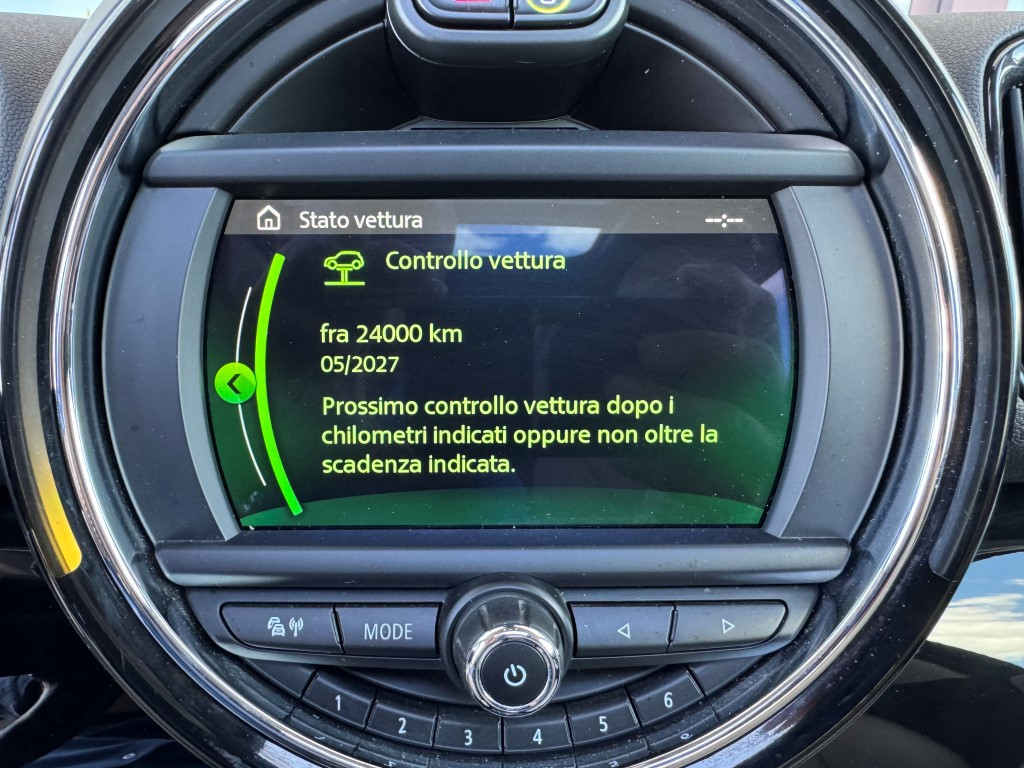 Stato vettura --:--
Controllo vettura
fra 24000 km
05/2027
Prossimo controllo vettura dopo i
chilometri indicati oppure non oltre la
scadenza indicata.
MODE
1 2 3 4 5 6